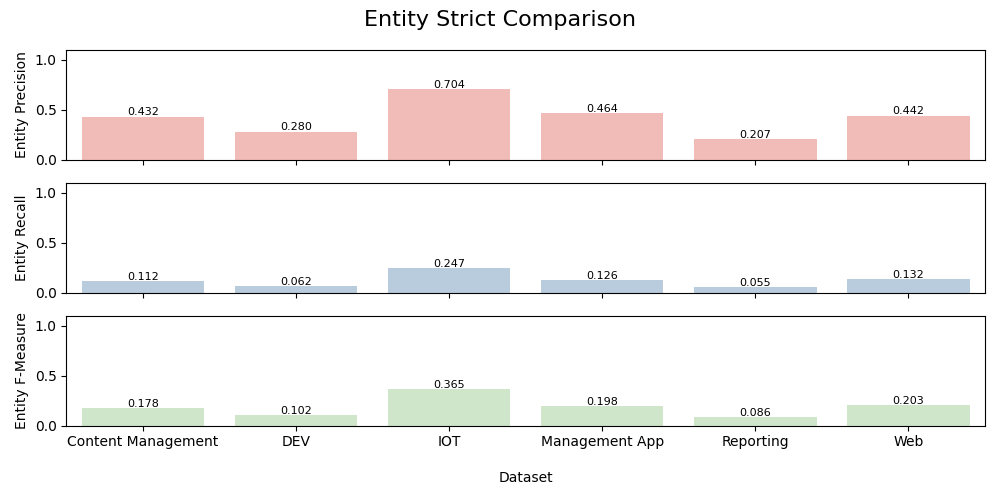 Entity Strict Comparison
Entity Precision
1.0
0.5
0.0
0.432
0.280
0.704
0.464
0.207
0.442
Entity Recall
1.0
0.5
0.0
0.112
0.062
0.247
0.126
0.055
0.132
Entity F-Measure
1.0
0.5
0.0
0.178
0.102
0.365
0.198
0.086
0.203
Content Management
DEV
IOT
Management App
Reporting
Web
Dataset